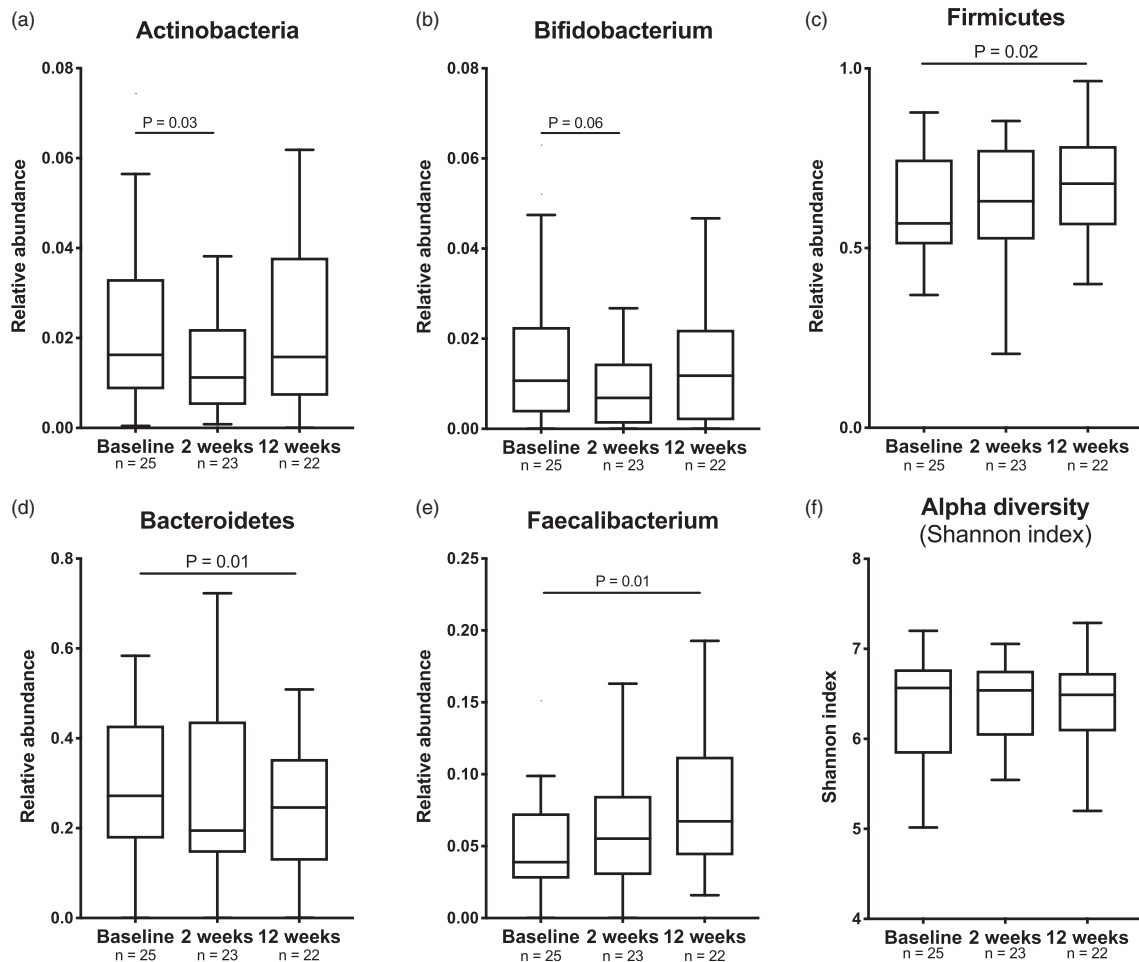 (a)
Actinobacteria
Relative abundance
0.08
0.06
0.04
0.02
0.00
P = 0.03
Baseline 2 weeks 12 weeks
n = 25 n = 23 n = 22
(b)
Bifidobacterium
Relative abundance
0.08
0.06
0.04
0.02
0.00
P = 0.06
Baseline 2 weeks 12 weeks
n = 25 n = 23 n = 22
(c)
Firmicutes
Relative abundance
1.0
0.5
0.0
P = 0.02
Baseline 2 weeks 12 weeks
n = 25 n = 23 n = 22
(d)
Bacteroidetes
Relative abundance
0.8
0.6
0.4
0.2
0.0
P = 0.01
Baseline 2 weeks 12 weeks
n = 25 n = 23 n = 22
(e)
Faecalibacterium
Relative abundance
0.25
0.20
0.15
0.10
0.05
0.00
P = 0.01
Baseline 2 weeks 12 weeks
n = 25 n = 23 n = 22
(f)
Alpha diversity
(Shannon index)
Shannon index
8
7
6
5
4
Baseline 2 weeks 12 weeks
n = 25 n = 23 n = 22